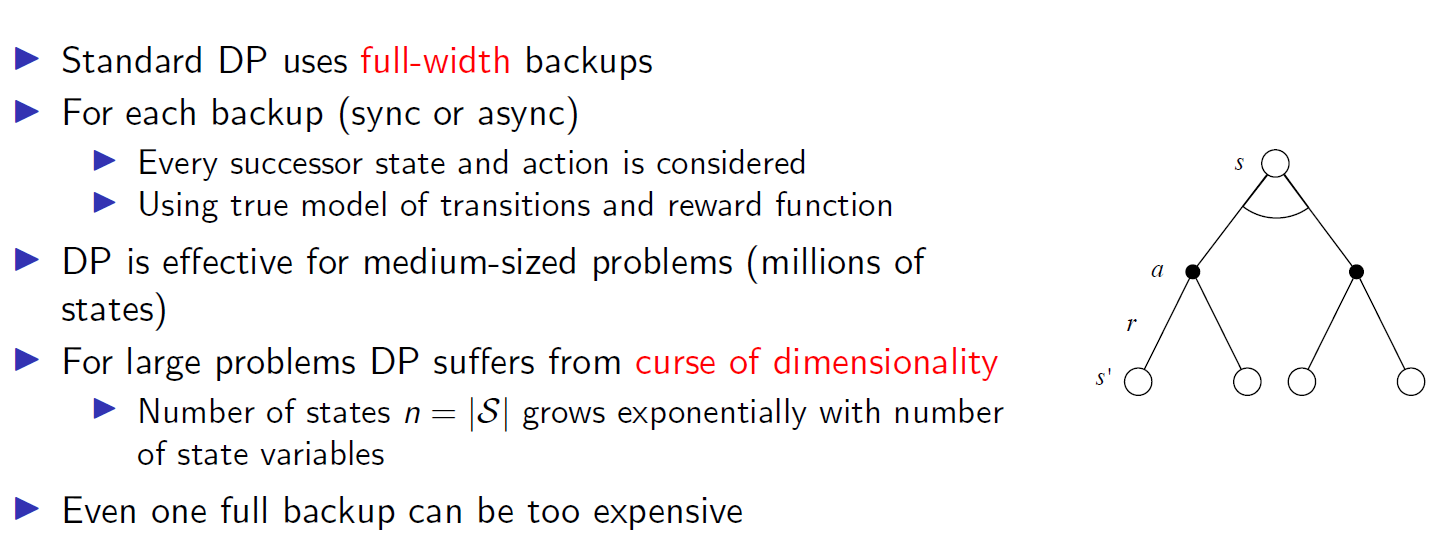 Standard DP uses full-width backups
For each backup (sync or async)
Every successor state and action is considered
Using true model of transitions and reward function
DP is effective for medium-sized problems (millions of
states)
For large problems DP suffers from curse of dimensionality
Number of states n = |𝒮| grows exponentially with number
of state variables
Even one full backup can be too expensive
s
a
r
s'